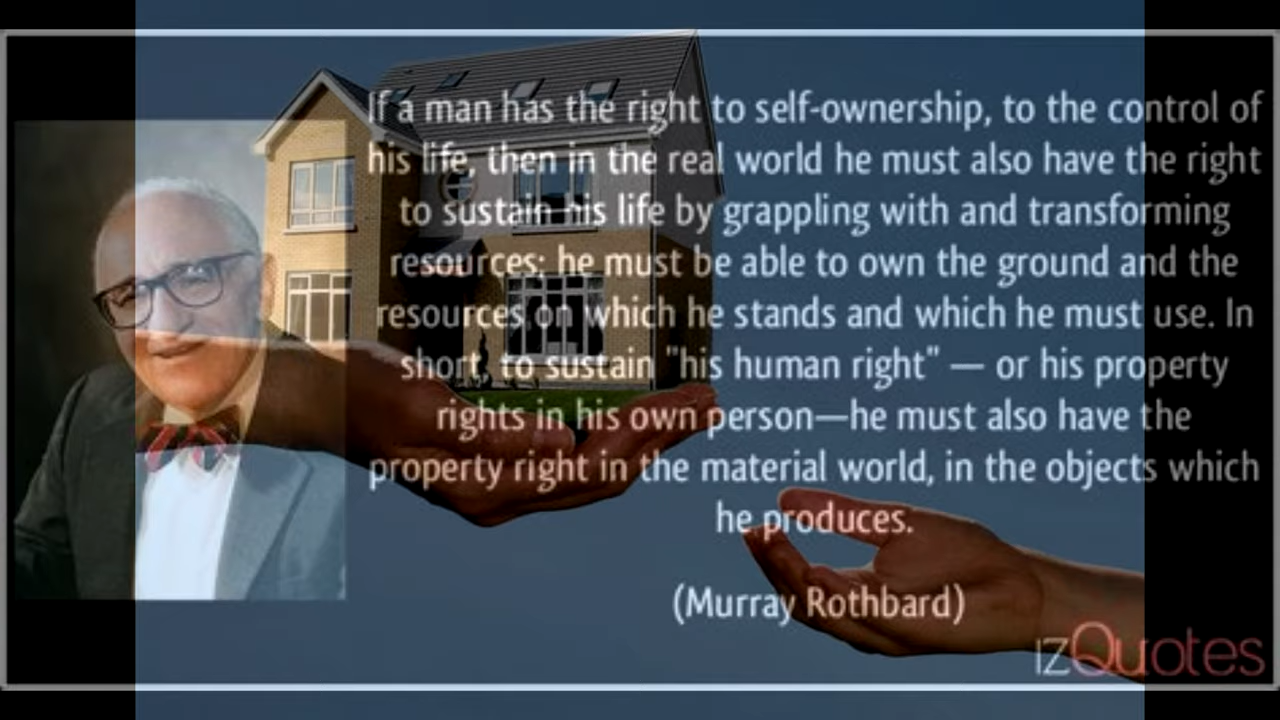 If a man has the right to self-ownership, to the control of
his life, then in the real world he must also have the right
to sustain his life by grappling with and transforming
resources; he must be able to own the ground and the
resources on which he stands and which he must use. In
short, to sustain "his human right" — or his property
rights in his own person—he must also have the
property right in the material world, in the objects which
he produces.
(Murray Rothbard)
izQuotes